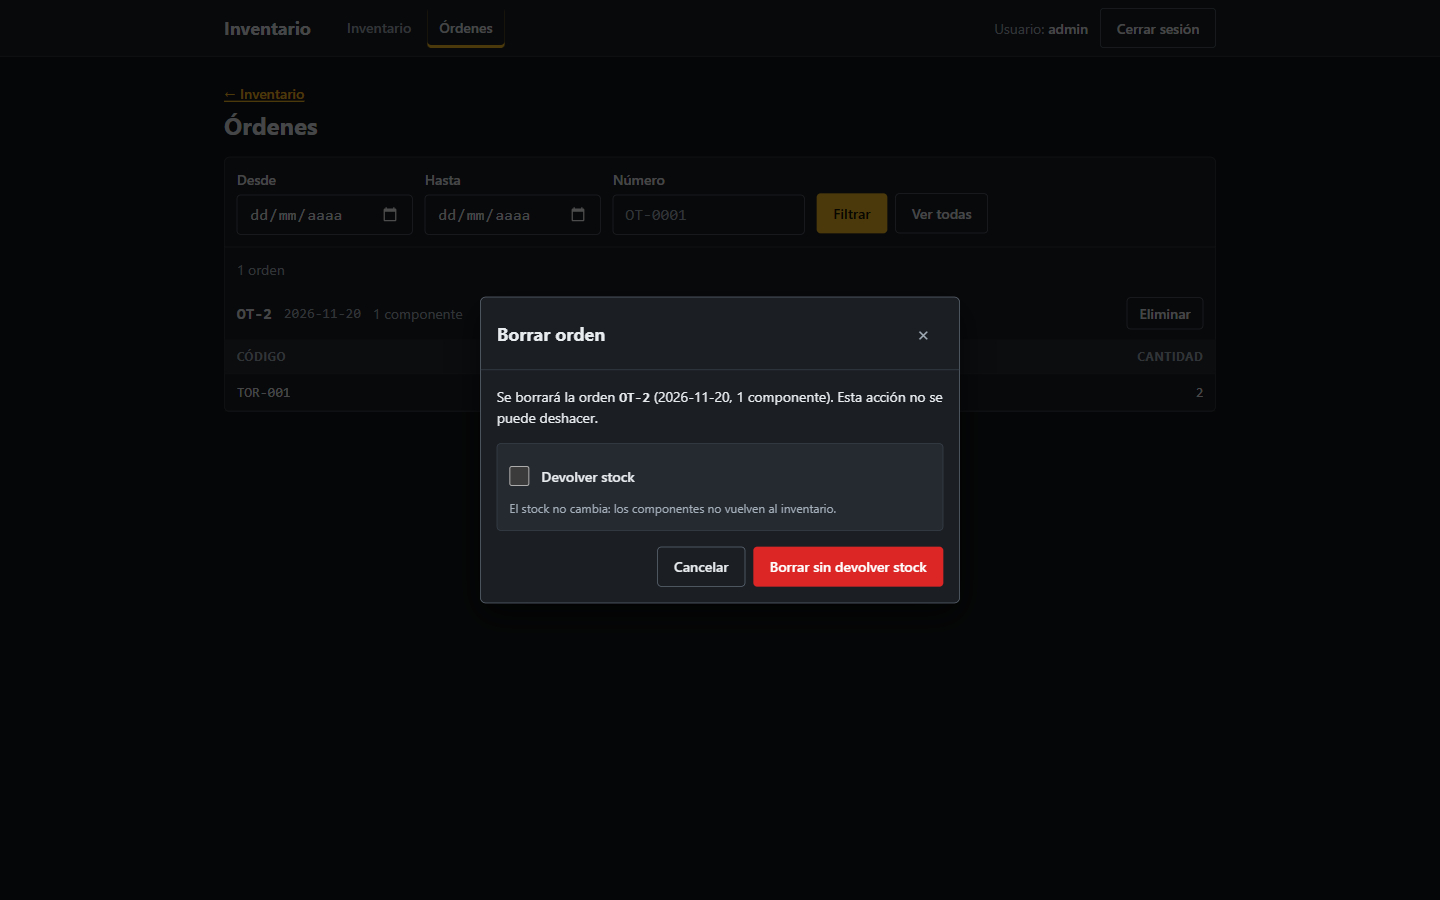 Inventario
Inventario
Órdenes
Usuario: admin
Cerrar sesión
← Inventario
Órdenes
Desde
Hasta
Número
dd/mm/aaaa
dd/mm/aaaa
OT-0001
Filtrar
Ver todas
1 orden
OT-2 2026-11-20 1 componente
Eliminar
CÓDIGO
CANTIDAD
TOR-001
2
Borrar orden
×
Se borrará la orden OT-2 (2026-11-20, 1 componente). Esta acción no se
puede deshacer.
Devolver stock
El stock no cambia: los componentes no vuelven al inventario.
Cancelar
Borrar sin devolver stock